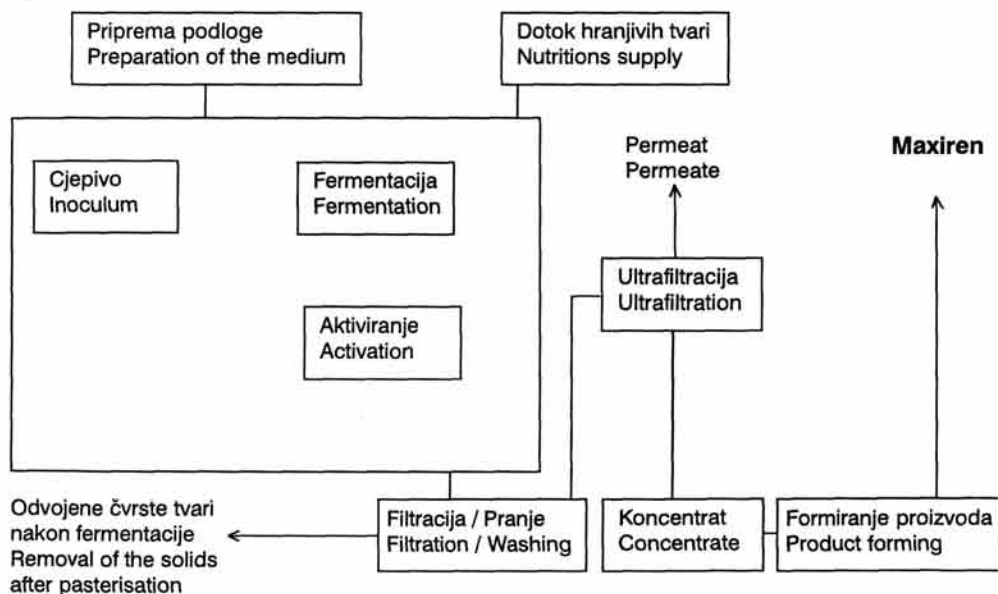 Priprema podloge
Preparation of the medium
Dotok hranjivih tvari
Nutritions supply
Cjepivo
Inoculum
Fermentacija
Fermentation
Permeat
Permeate
Maxiren
Ultrafiltracija
Ultrafiltration
Aktiviranje
Activation
Odvojene čvrste tvari
nakon fermentacije
Removal of the solids
after pasterisation
Filtracija / Pranje
Filtration / Washing
Koncentrat
Concentrate
Formiranje proizvoda
Product forming